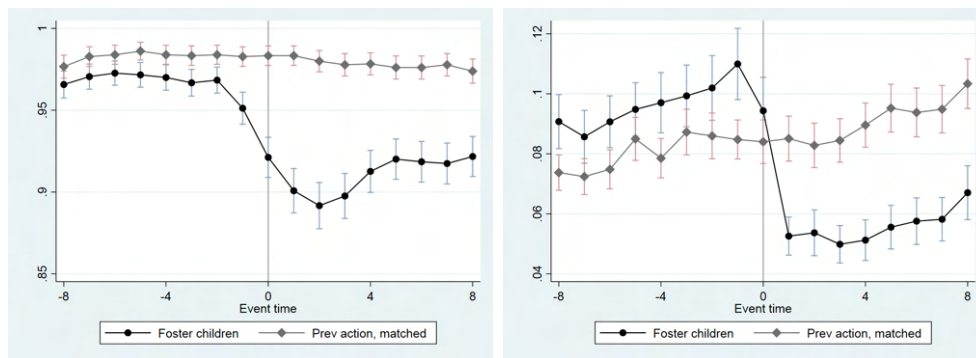 1
.95
.9
.85
-8 -4 0 4 8
Event time
Foster children Prev action, matched
.12
.1
.08
.06
.04
-8 -4 0 4 8
Event time
Foster children Prev action, matched